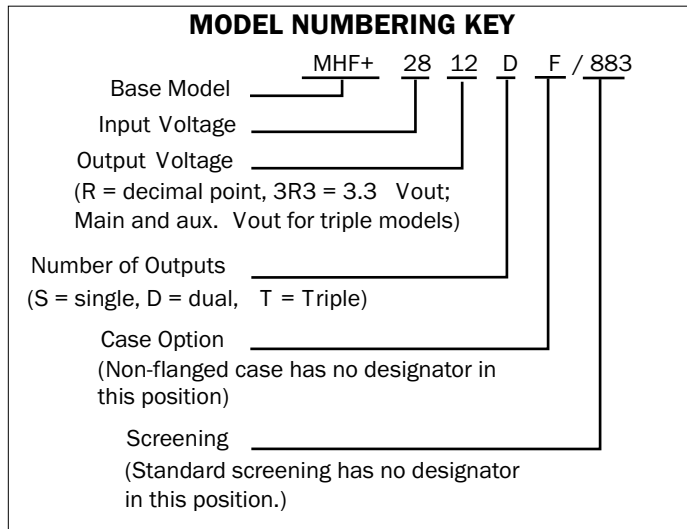 MODEL NUMBERING KEY
MHF+ 28 12 D F / 883
Base Model
Input Voltage
Output Voltage
(R = decimal point, 3R3 = 3.3 Vout;
Main and aux. Vout for triple models)
Number of Outputs
(S = single, D = dual, T = Triple)
Case Option
(Non-flanged case has no designator in
this position)
Screening
(Standard screening has no designator
in this position.)